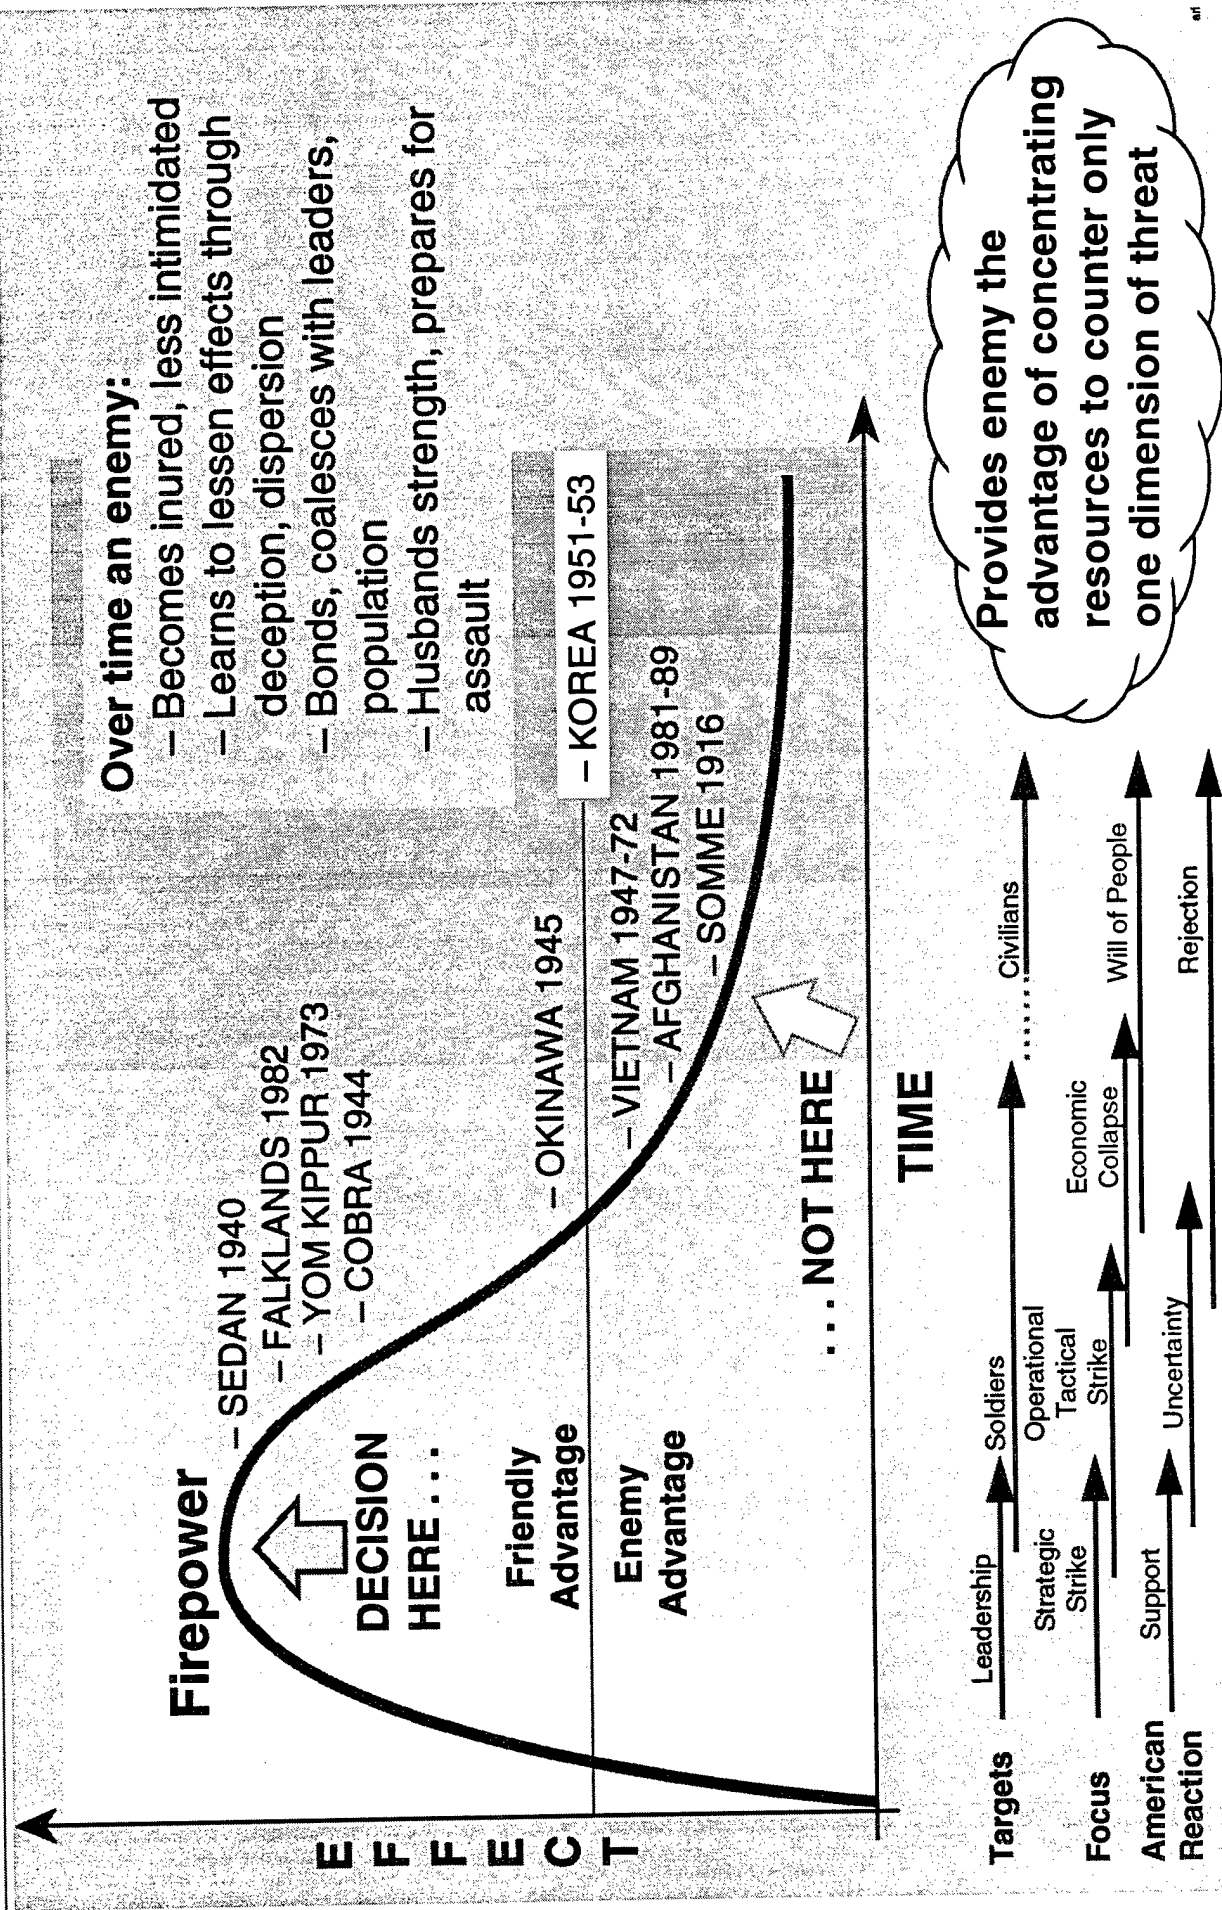 Firepower
Over time an enemy:
– Becomes inured, less intimidated
– Learns to lessen effects through
deception, dispersion
– Bonds, coalesces with leaders,
population
– Husbands strength, prepares for
assault
– SEDAN 1940
– FALKLANDS 1982
– YOM KIPPUR 1973
– COBRA 1944
DECISION
HERE....
EFFECT
Friendly
Advantage
Enemy
Advantage
– OKINAWA 1945
– KOREA 1951-53
– VIETNAM 1947-72
– AFGHANISTAN 1981-89
– SOMME 1916
....NOT HERE
TIME
Targets
Leadership
Soldiers
......
Civilians
Focus
Strategic
Strike
Operational
Tactical
Strike
Economic
Collapse
Will of People
American
Reaction
Support
Uncertainty
Rejection
Provides enemy the
advantage of concentrating
resources to counter only
one dimension of threat